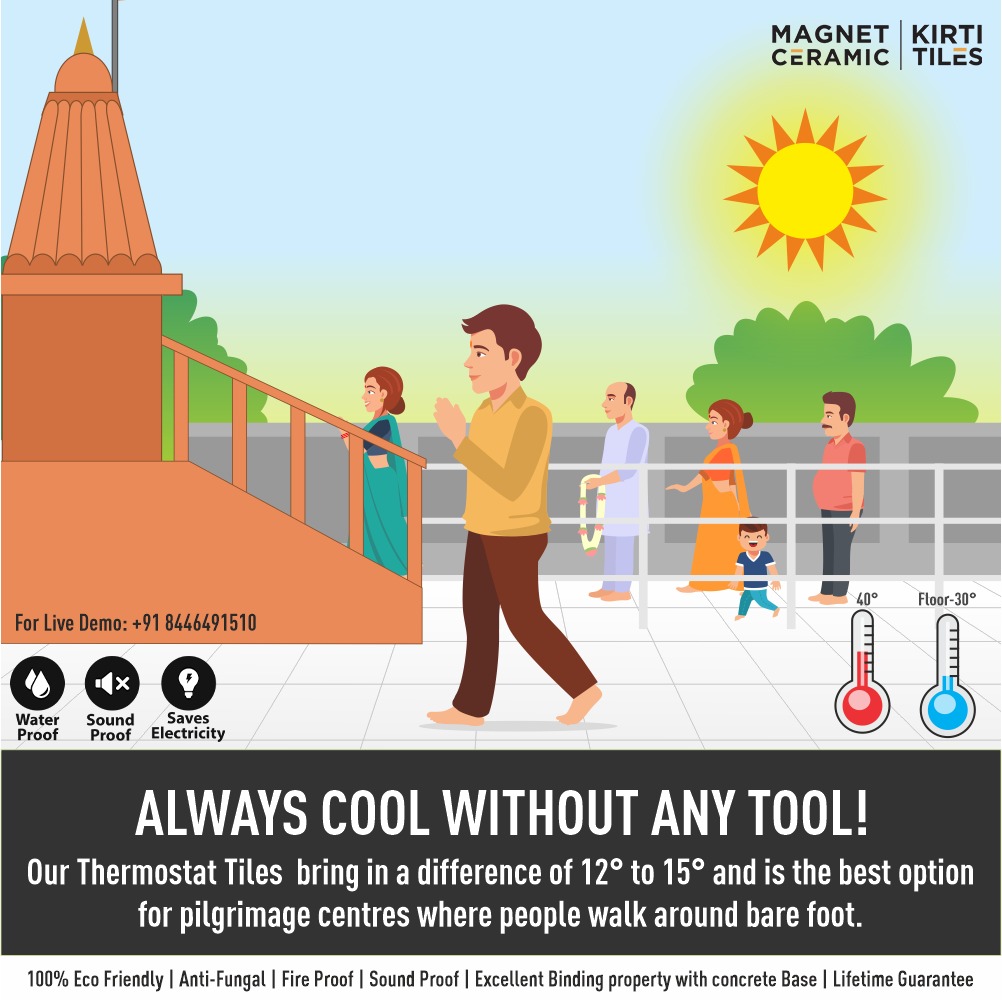 MAGNET CERAMIC | KIRTI TILES
40°
Floor-30°
For Live Demo: +91 8446491510
Water Proof
Sound Proof
Saves Electricity
ALWAYS COOL WITHOUT ANY TOOL!
Our Thermostat Tiles bring in a difference of 12° to 15° and is the best option
for pilgrimage centres where people walk around bare foot.
100% Eco Friendly | Anti-Fungal | Fire Proof | Sound Proof | Excellent Binding property with concrete Base | Lifetime Guarantee